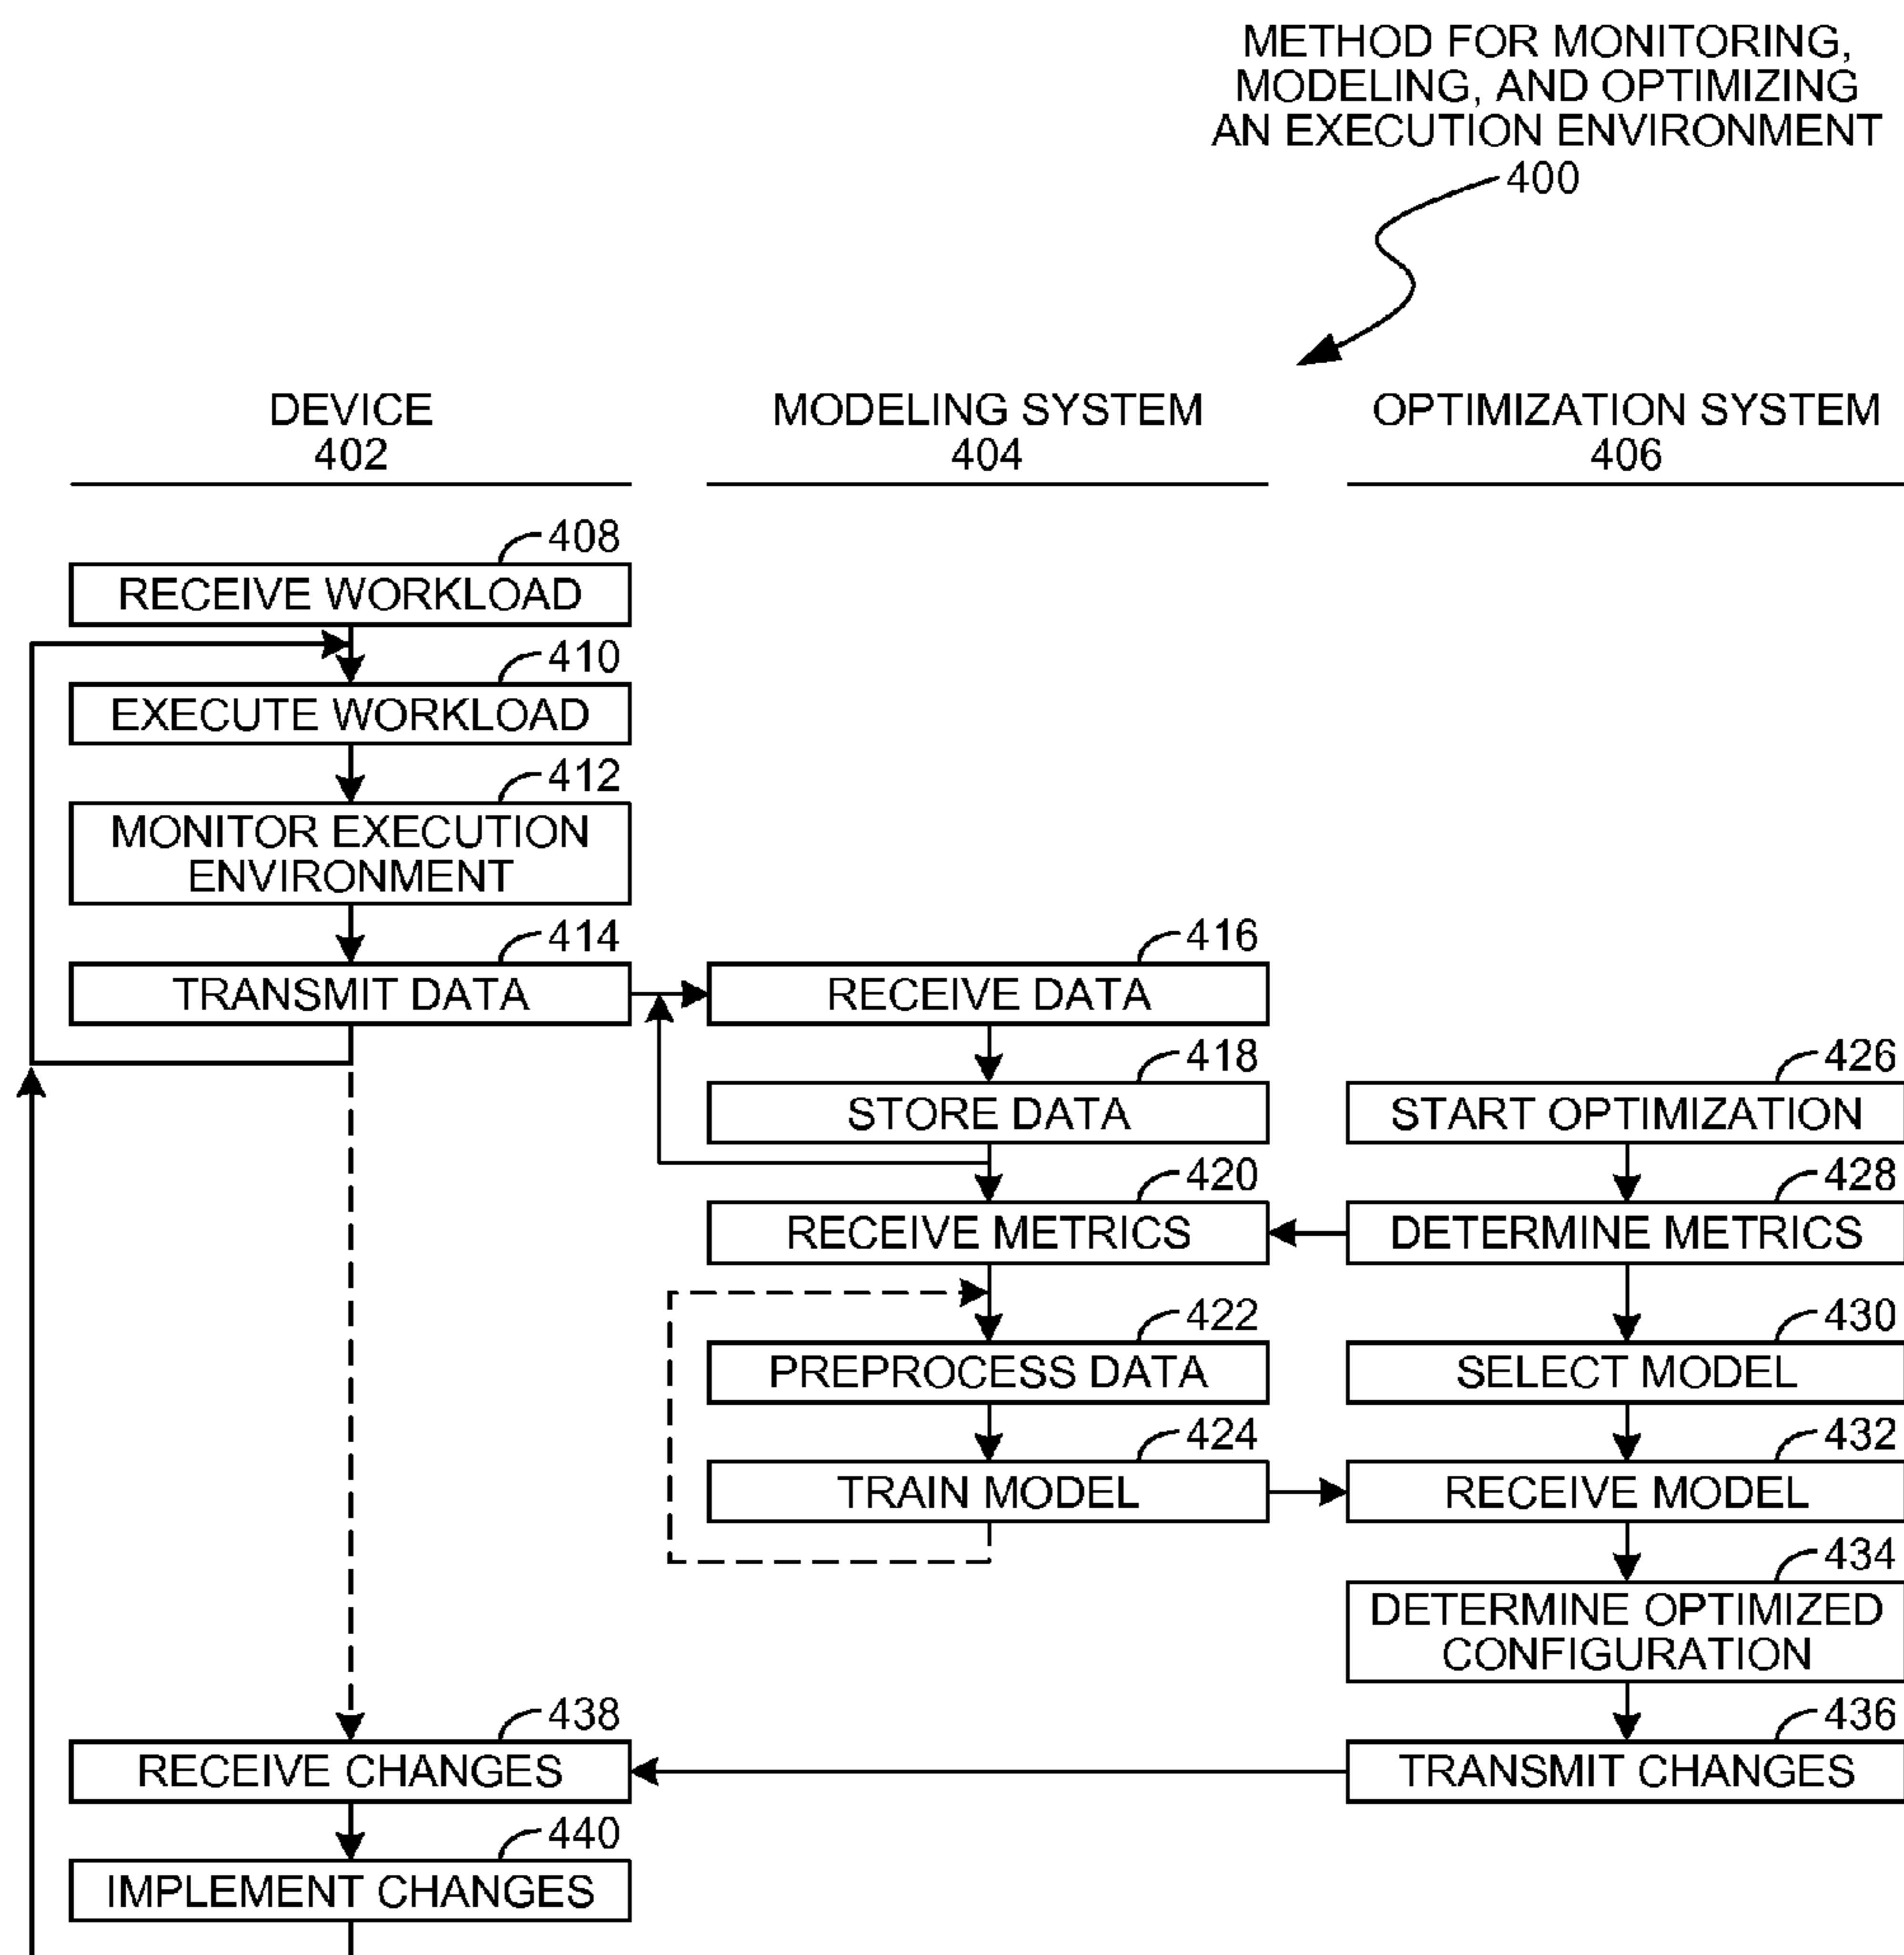 METHOD FOR MONITORING,
MODELING, AND OPTIMIZING
AN EXECUTION ENVIRONMENT
400
DEVICE
402
MODELING SYSTEM
404
OPTIMIZATION SYSTEM
406
408
RECEIVE WORKLOAD
410
EXECUTE WORKLOAD
412
MONITOR EXECUTION
ENVIRONMENT
414
TRANSMIT DATA
416
RECEIVE DATA
418
STORE DATA
420
RECEIVE METRICS
422
PREPROCESS DATA
424
TRAIN MODEL
426
START OPTIMIZATION
428
DETERMINE METRICS
430
SELECT MODEL
432
RECEIVE MODEL
434
DETERMINE OPTIMIZED
CONFIGURATION
436
TRANSMIT CHANGES
438
RECEIVE CHANGES
440
IMPLEMENT CHANGES